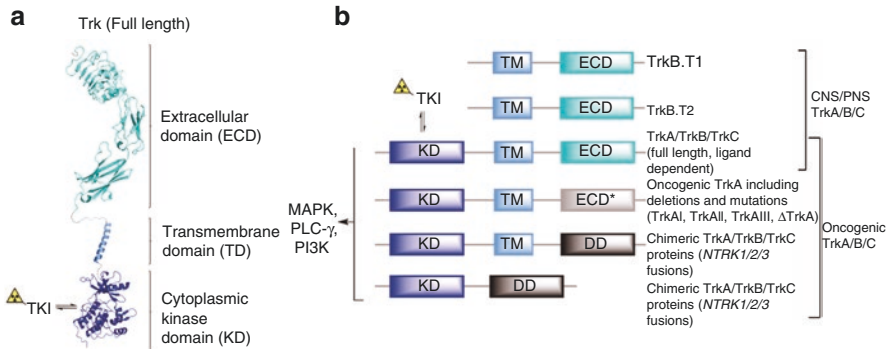 a
Trk (Full length)
Extracellular
domain (ECD)
Transmembrane
domain (TD)
TKI
Cytoplasmic
kinase
domain (KD)
b
TM ECD TrkB.T1
TKI
TM ECD TrkB.T2
KD TM ECD
TrkA/TrkB/TrkC
(full length, ligand
dependent)
KD TM ECD*
Oncogenic TrkA including
deletions and mutations
(TrkAI, TrkAII, TrkAIII, ΔTrkA)
KD TM DD
Chimeric TrkA/TrkB/TrkC
proteins (NTRK1/2/3
fusions)
KD DD
Chimeric TrkA/TrkB/TrkC
proteins (NTRK1/2/3
fusions)
MAPK,
PLC-γ,
PI3K
CNS/PNS
TrkA/B/C
Oncogenic
TrkA/B/C